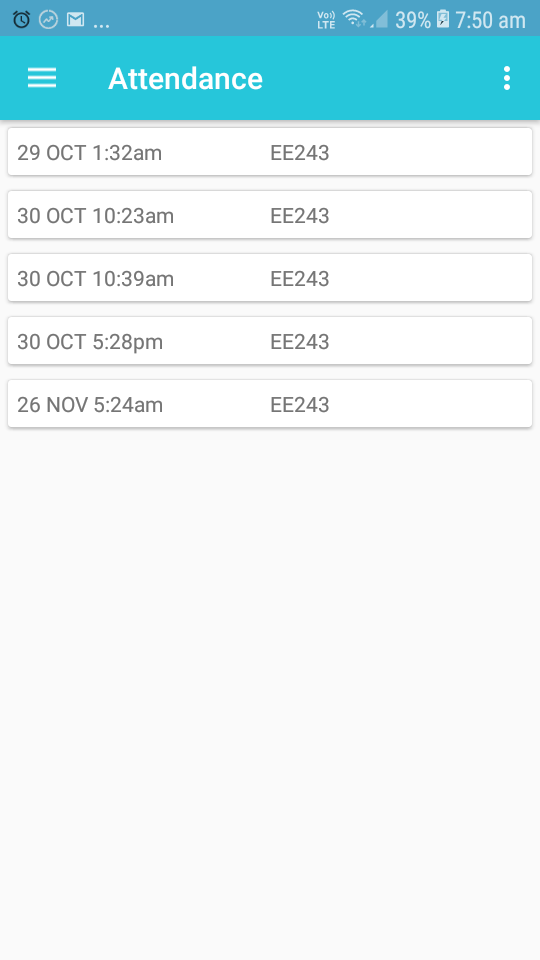 ... Vo)) LTE 39% 7:50 am
Attendance
29 OCT 1:32am EE243
30 OCT 10:23am EE243
30 OCT 10:39am EE243
30 OCT 5:28pm EE243
26 NOV 5:24am EE243